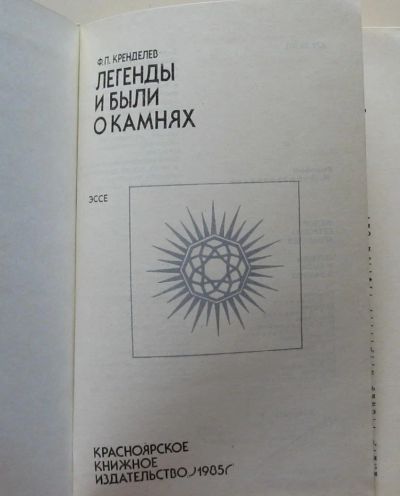 Ф.П. КРЕНДЕЛЕВ
ЛЕГЕНДЫ
И БЫЛИ
О КАМНЯХ
ЭССЕ
КРАСНОЯРСКОЕ
КНИЖНОЕ
ИЗДАТЕЛЬСТВО, 1985